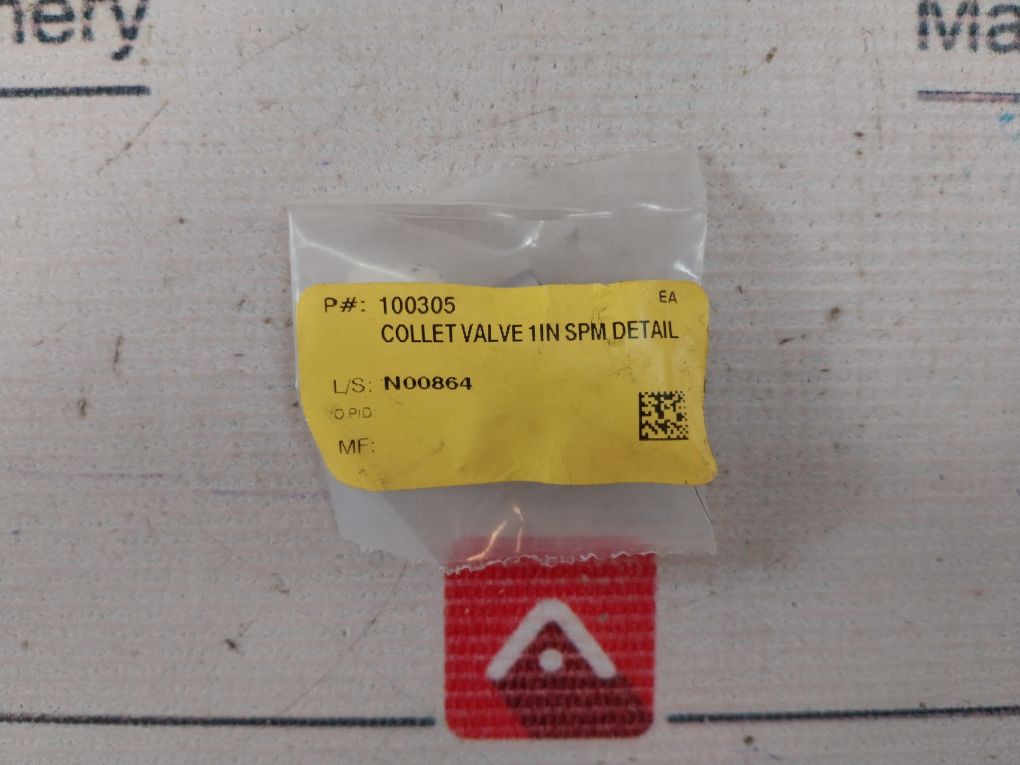 P#: 100305 EA
COLLET VALVE 1IN SPM DETAIL
L/S: N00864
O PID
MF: